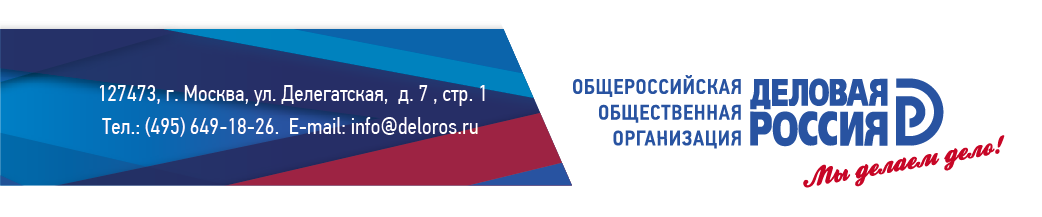 127473, г. Москва, ул. Делегатская, д. 7 , стр. 1
Тел.: (495) 649-18-26. E-mail: info@deloros.ru
ОБЩЕРОССИЙСКАЯ
ОБЩЕСТВЕННАЯ
ОРГАНИЗАЦИЯ
ДЕЛОВАЯ
РОССИЯ
Мы делаем дело!